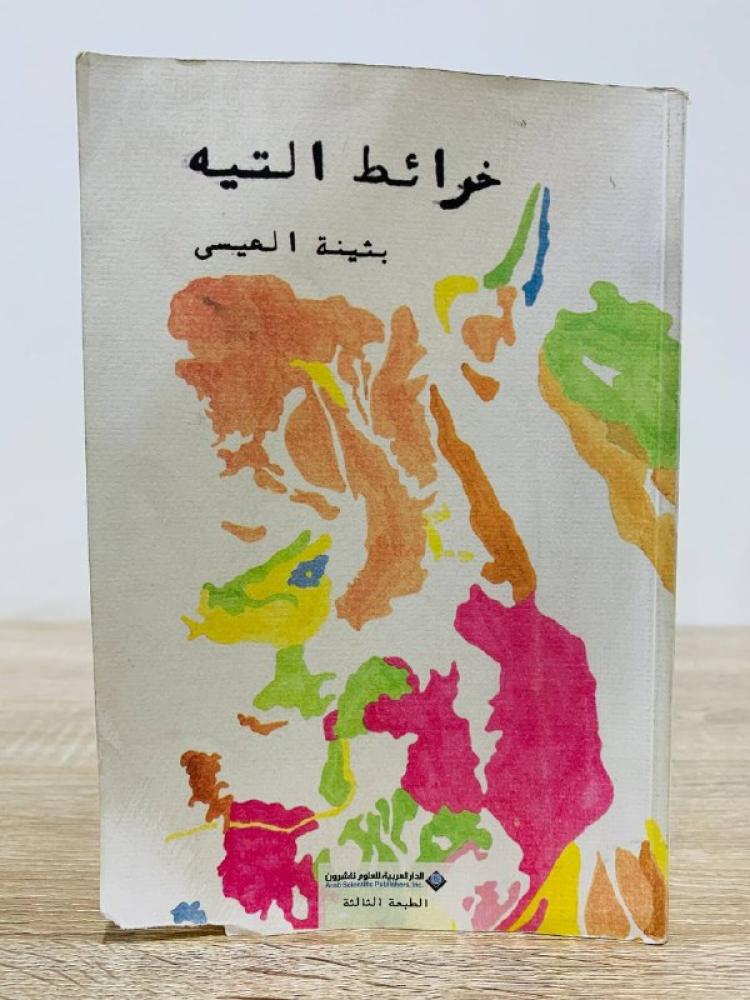 خرائط التيه
بثينة العيسى
الدار العربية للعلوم ناشرون
Arab Scientific Publishers, Inc.
الطبعة الثالثة